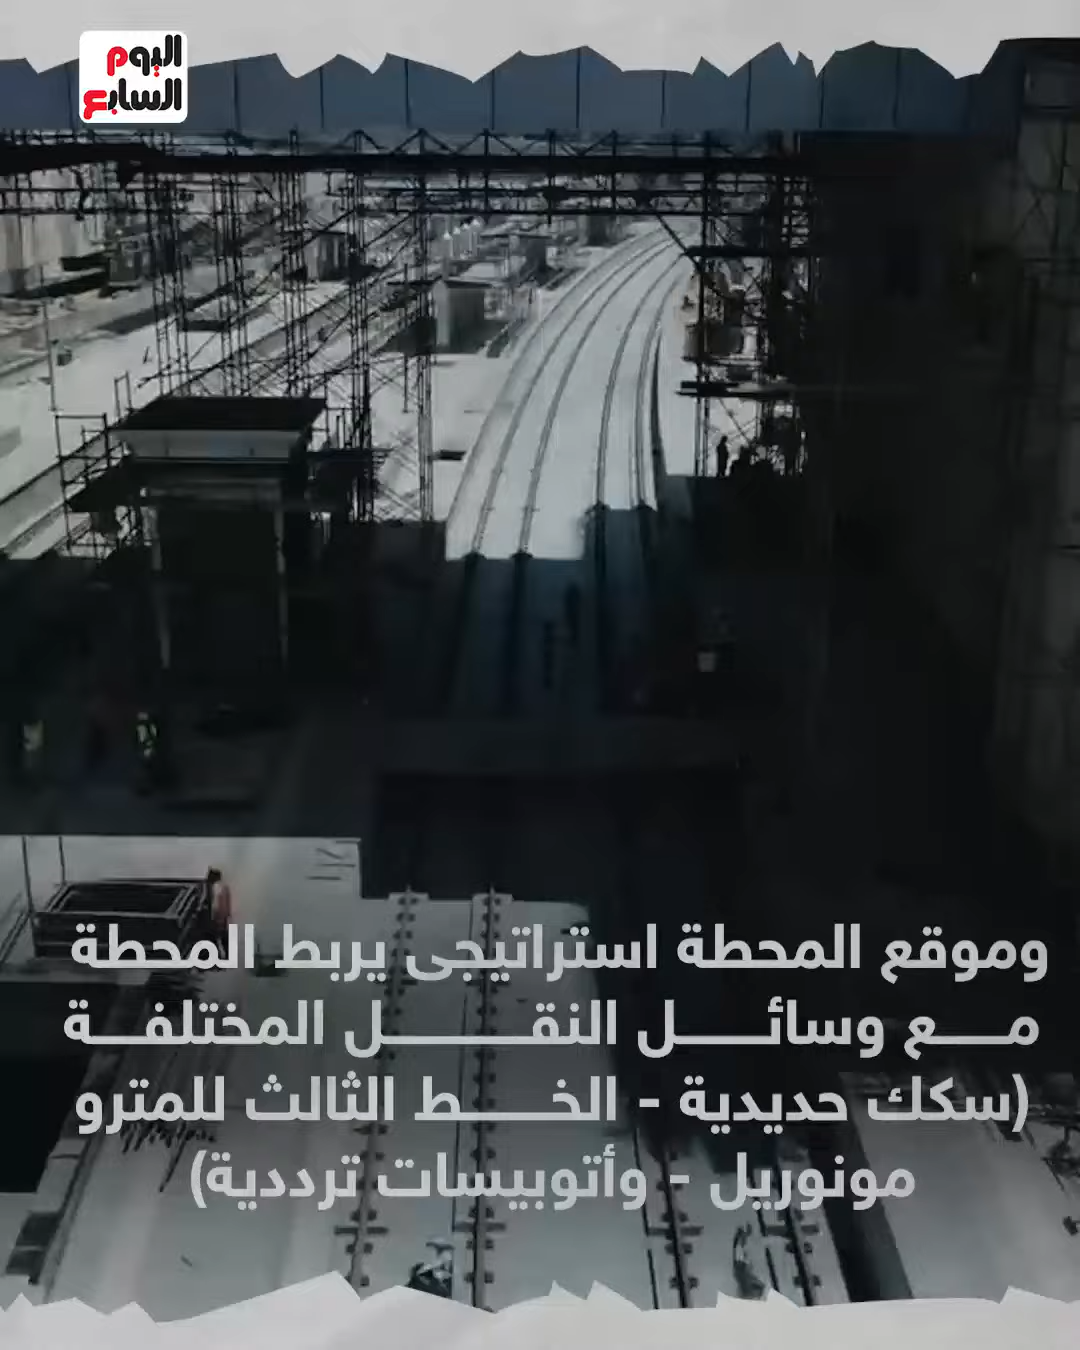 اليوم
السابع
وموقع المحطة استراتيجى يربط المحطة
مع وسائل النقل المختلفة
(سكك حديدية - الخط الثالث للمترو
مونوريل - وأتوبيسات ترددية)